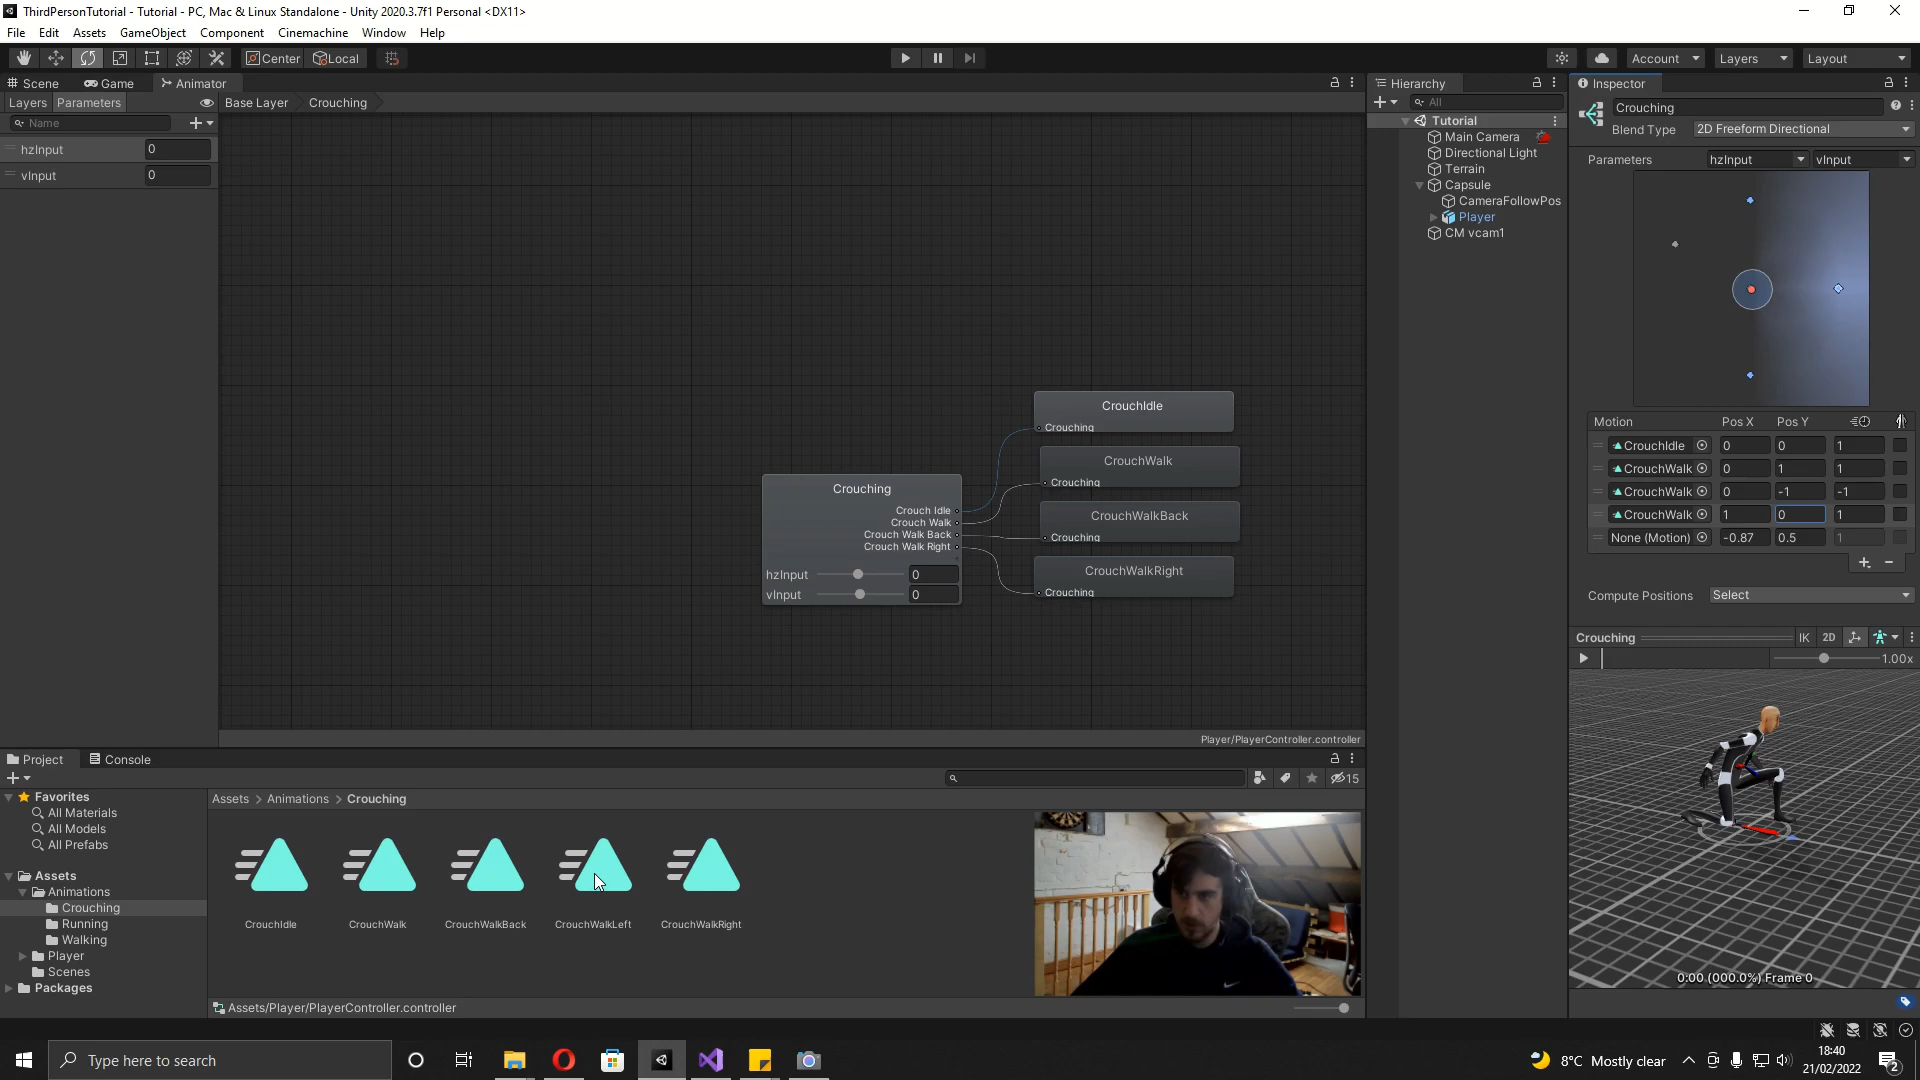 ThirdPersonTutorial - Tutorial - PC, Mac & Linux Standalone - Unity 2020.3.7f1 Personal <DX11>
File Edit Assets GameObject Component Cinemachine Window Help
Center Local Account Layers Layout
Scene Game Animator
Layers Parameters
Base Layer Crouching
Name
hzInput 0
vInput 0
CrouchIdle
Crouching
CrouchWalk
Crouching
CrouchWalkBack
Crouching
CrouchWalkRight
Crouching
Crouching
Crouch Idle
Crouch Walk
Crouch Walk Back
Crouch Walk Right
hzInput 0
vInput 0
Player/PlayerController.controller
Hierarchy
All
Tutorial
Main Camera
Directional Light
Terrain
Capsule
CameraFollowPos
Player
CM vcam1
Inspector
Crouching
Blend Type 2D Freeform Directional
Parameters hzInput vInput
Motion Pos X Pos Y
CrouchIdle 0 0 1
CrouchWalk 0 1 1
CrouchWalk 0 -1 -1
CrouchWalk 1 0 1
None (Motion) -0.87 0.5 1
Compute Positions Select
Crouching IK 2D
1.00x
0:00 (000.0%) Frame 0
Project Console
15
Favorites
All Materials
All Models
All Prefabs
Assets
Animations
Crouching
Running
Walking
Player
Scenes
Packages
Assets > Animations > Crouching
CrouchIdle CrouchWalk CrouchWalkBack CrouchWalkLeft CrouchWalkRight
Assets/Player/PlayerController.controller
Type here to search
8°C Mostly clear
18:40
21/02/2022
2